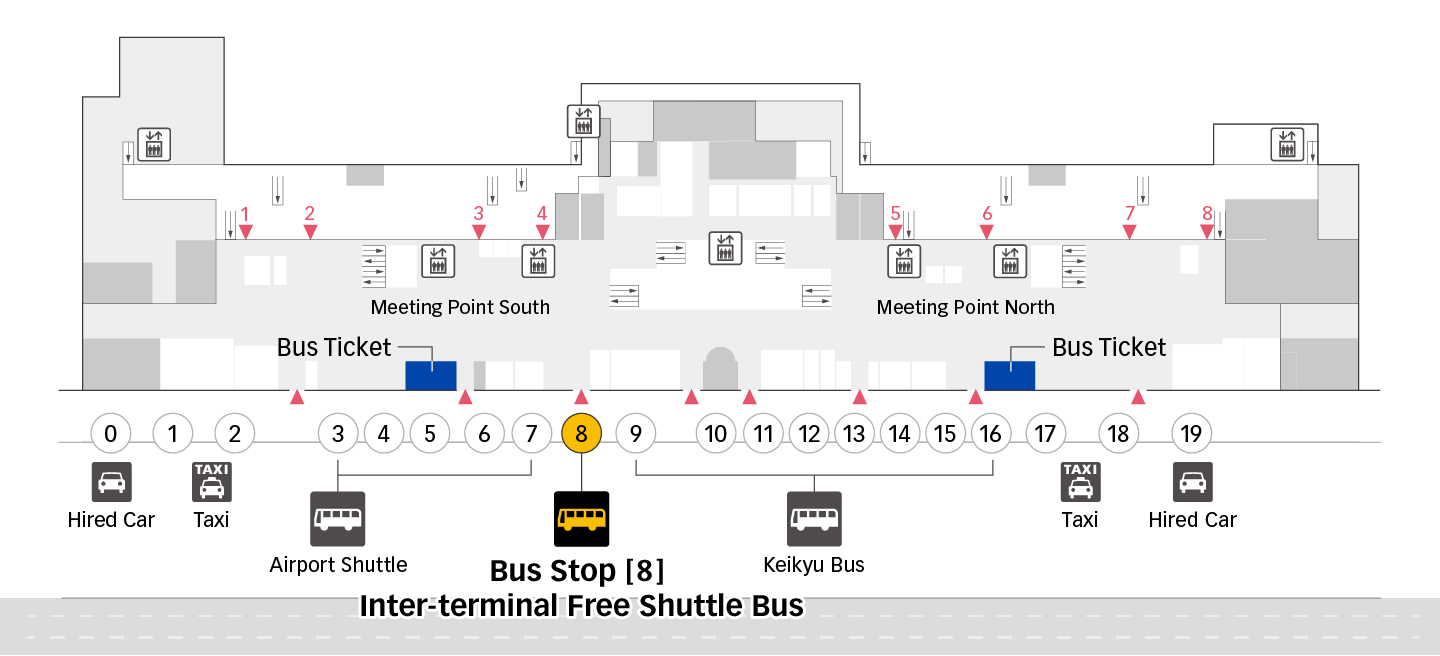 1 2 3 4 5 6 7 8
Meeting Point South
Meeting Point North
Bus Ticket
Bus Ticket
0 1 2 3 4 5 6 7 8 9 10 11 12 13 14 15 16 17 18 19
TAXI
TAXI
Hired Car
Taxi
Taxi
Hired Car
Airport Shuttle
Keikyu Bus
Bus Stop [8]
Inter-terminal Free Shuttle Bus